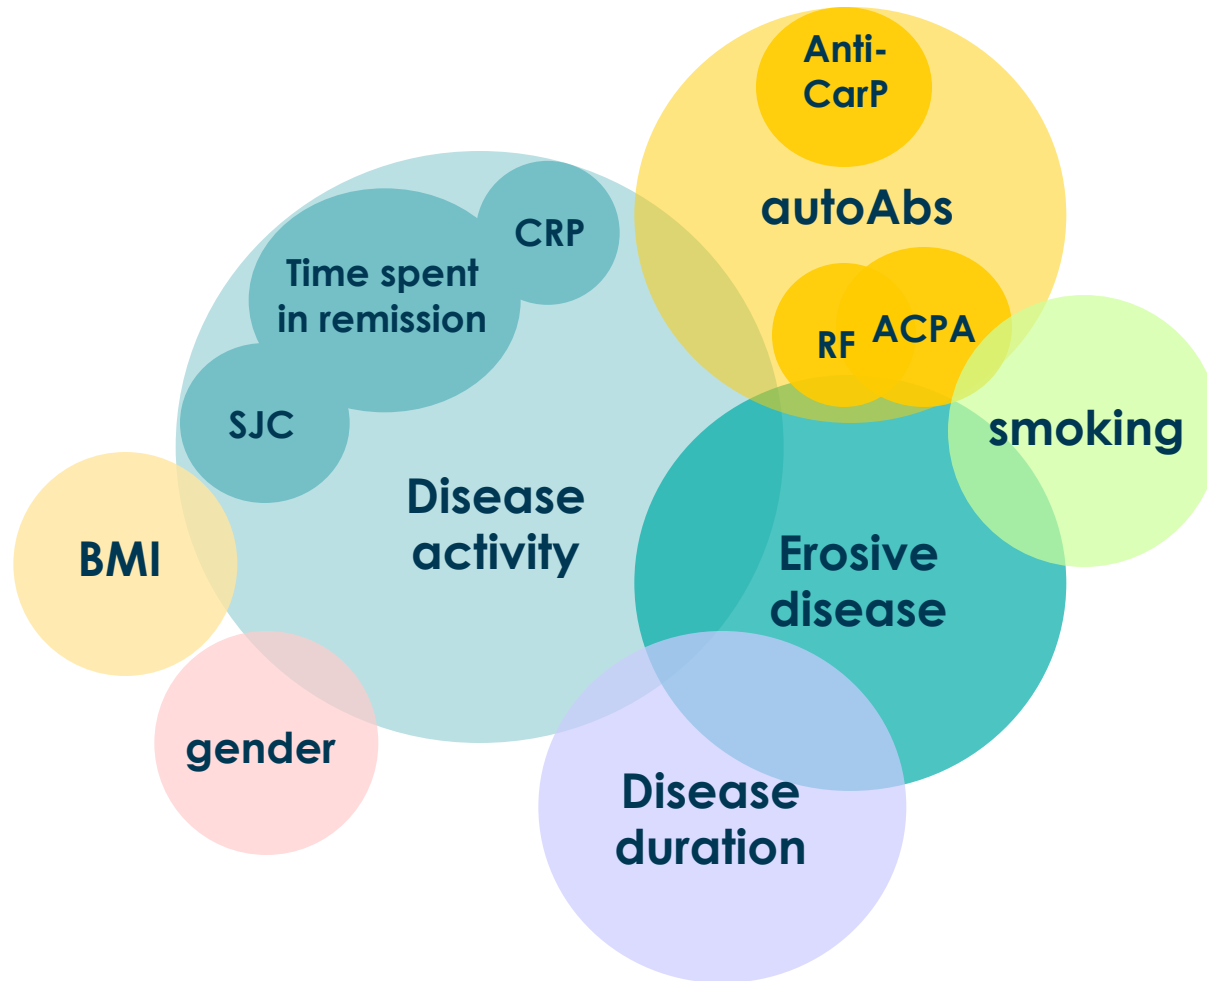 Anti-
CarP
autoAbs
CRP
Time spent
in remission
RF
ACPA
SJC
smoking
Disease
activity
BMI
Erosive
disease
gender
Disease
duration